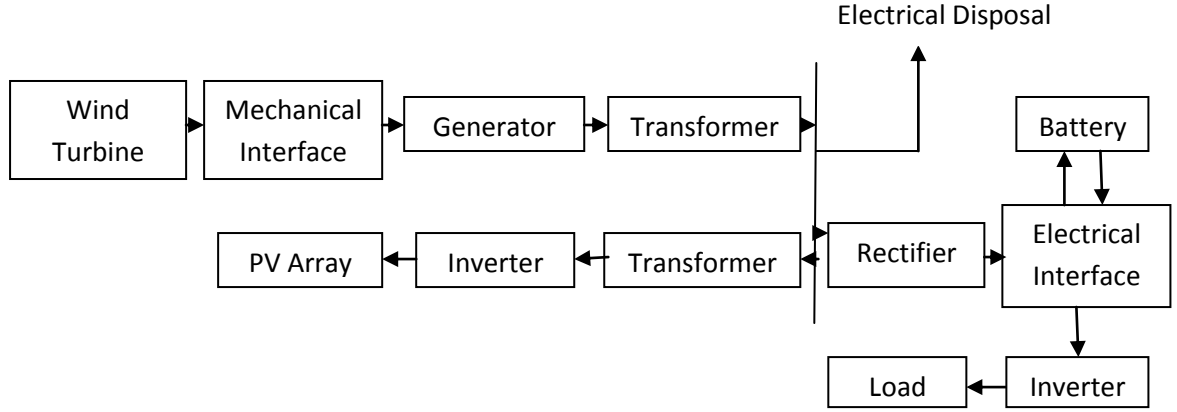 Electrical Disposal
Wind
Turbine
Mechanical
Interface
Generator
Transformer
Battery
PV Array
Inverter
Transformer
Rectifier
Electrical
Interface
Load
Inverter